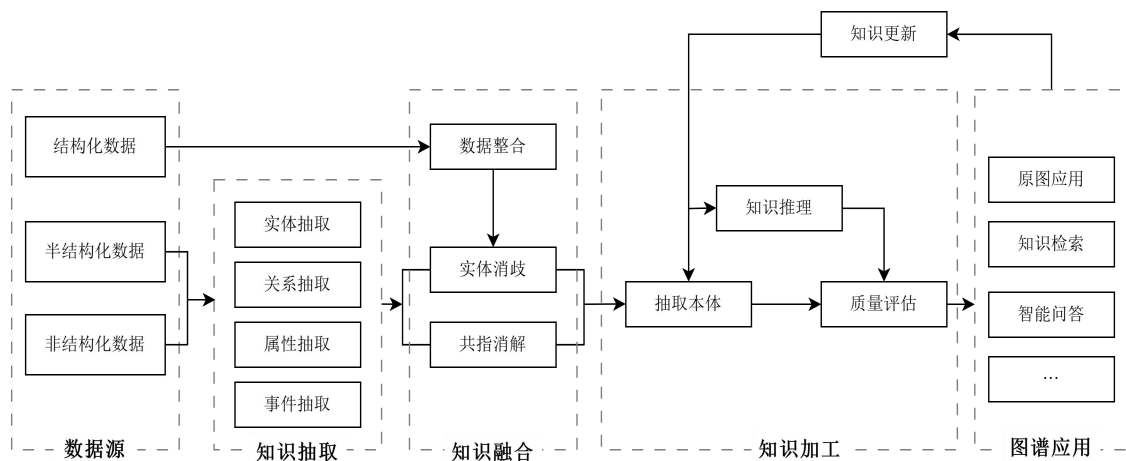 知识更新
结构化数据
半结构化数据
非结构化数据
数据源
实体抽取
关系抽取
属性抽取
事件抽取
知识抽取
数据整合
实体消歧
共指消解
知识融合
知识推理
抽取本体
质量评估
知识加工
原图应用
知识检索
智能问答
…
图谱应用